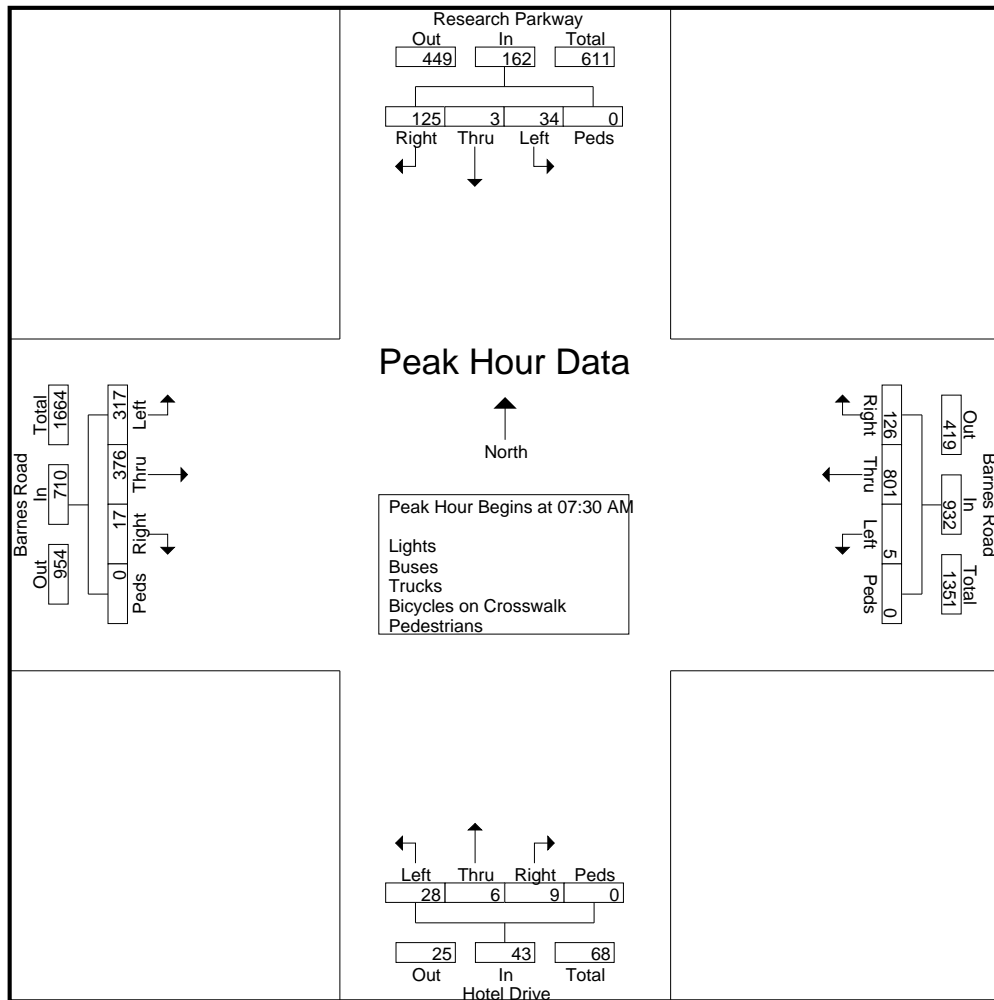 Research Parkway
Out In Total
449 162 611
125 3 34 0
Right Thru Left Peds
Peak Hour Data
North
Peak Hour Begins at 07:30 AM
Lights
Buses
Trucks
Bicycles on Crosswalk
Pedestrians
Barnes Road
Out In Total
954 710 1664
Left Thru Right Peds
317 376 17 0
Barnes Road
Out In Total
419 932 1351
Right Thru Left Peds
126 801 5 0
Left Thru Right Peds
28 6 9 0
25 43 68
Out In Total
Hotel Drive